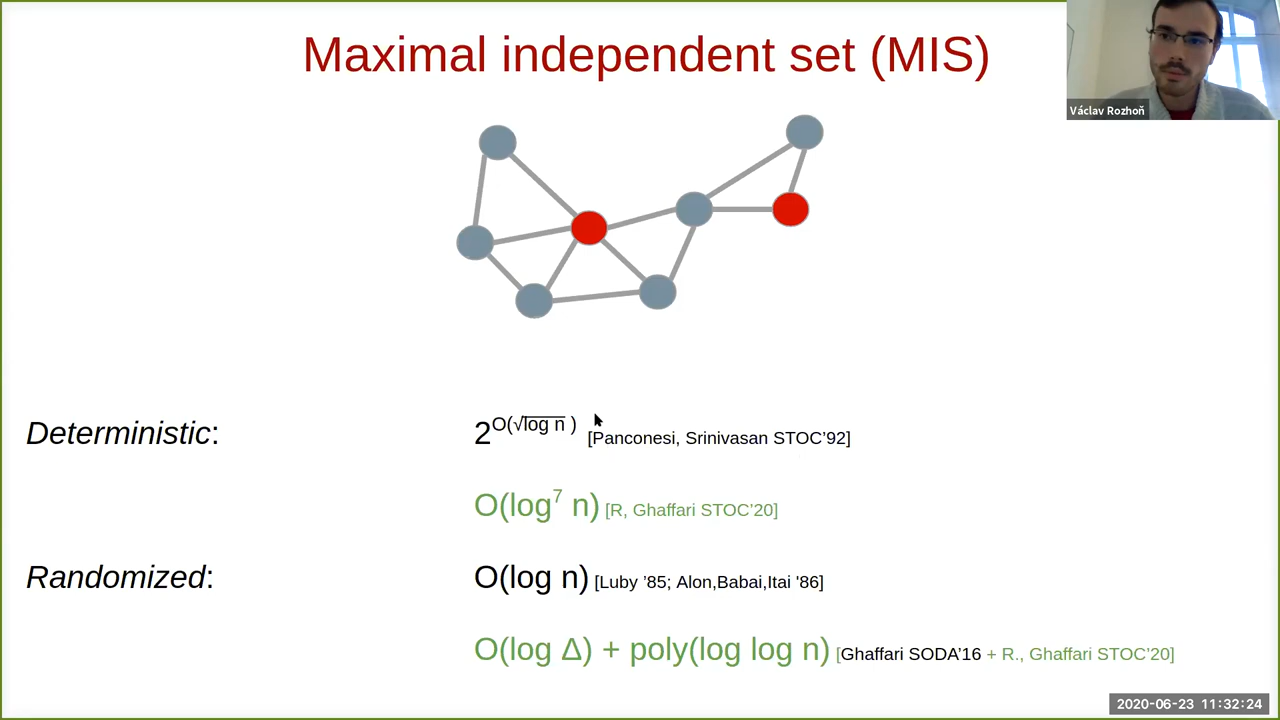 Maximal independent set (MIS)
Václav Rozhoň
Deterministic: 2^O(√log n ) [Panconesi, Srinivasan STOC’92]
O(log^7 n) [R, Ghaffari STOC’20]
Randomized: O(log n) [Luby ’85; Alon,Babai,Itai '86]
O(log Δ) + poly(log log n) [Ghaffari SODA’16 + R., Ghaffari STOC’20]
2020-06-23 11:32:24